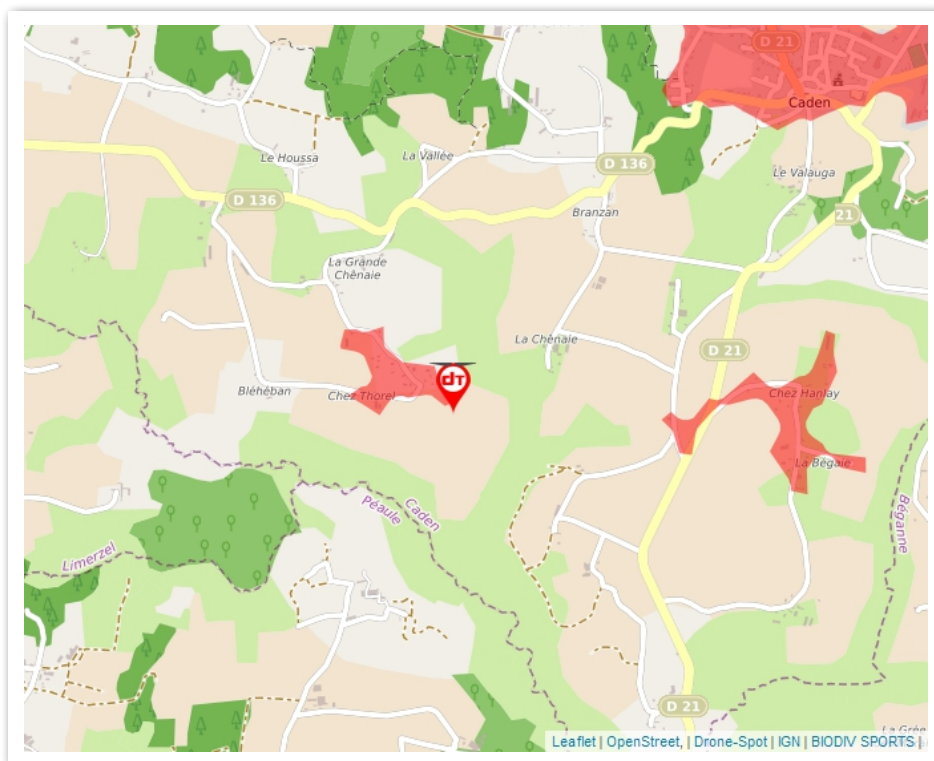 D 21
Caden
Le Houssa
La Vallée
D 136
Le Valauga
D 136
Branzan
21
La Grande
Chênaie
La Chênaie
D 21
dT
Bléhéban
Chez Thorel
Chez Hanlay
La Bégaie
Caden
Péaule
Béganne
Limerzel
D 21
La Grée
Leaflet | OpenStreet, | Drone-Spot | IGN | BIODIV SPORTS |